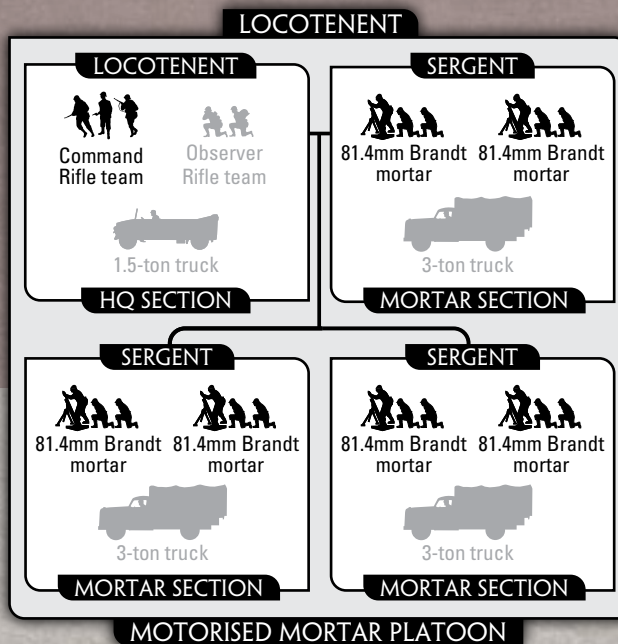 LOCOTENENT
LOCOTENENT
Command
Rifle team
Observer
Rifle team
1.5-ton truck
HQ SECTION
SERGENT
81.4mm Brandt
mortar
81.4mm Brandt
mortar
3-ton truck
MORTAR SECTION
SERGENT
81.4mm Brandt
mortar
81.4mm Brandt
mortar
3-ton truck
MORTAR SECTION
SERGENT
81.4mm Brandt
mortar
81.4mm Brandt
mortar
3-ton truck
MORTAR SECTION
MOTORISED MORTAR PLATOON